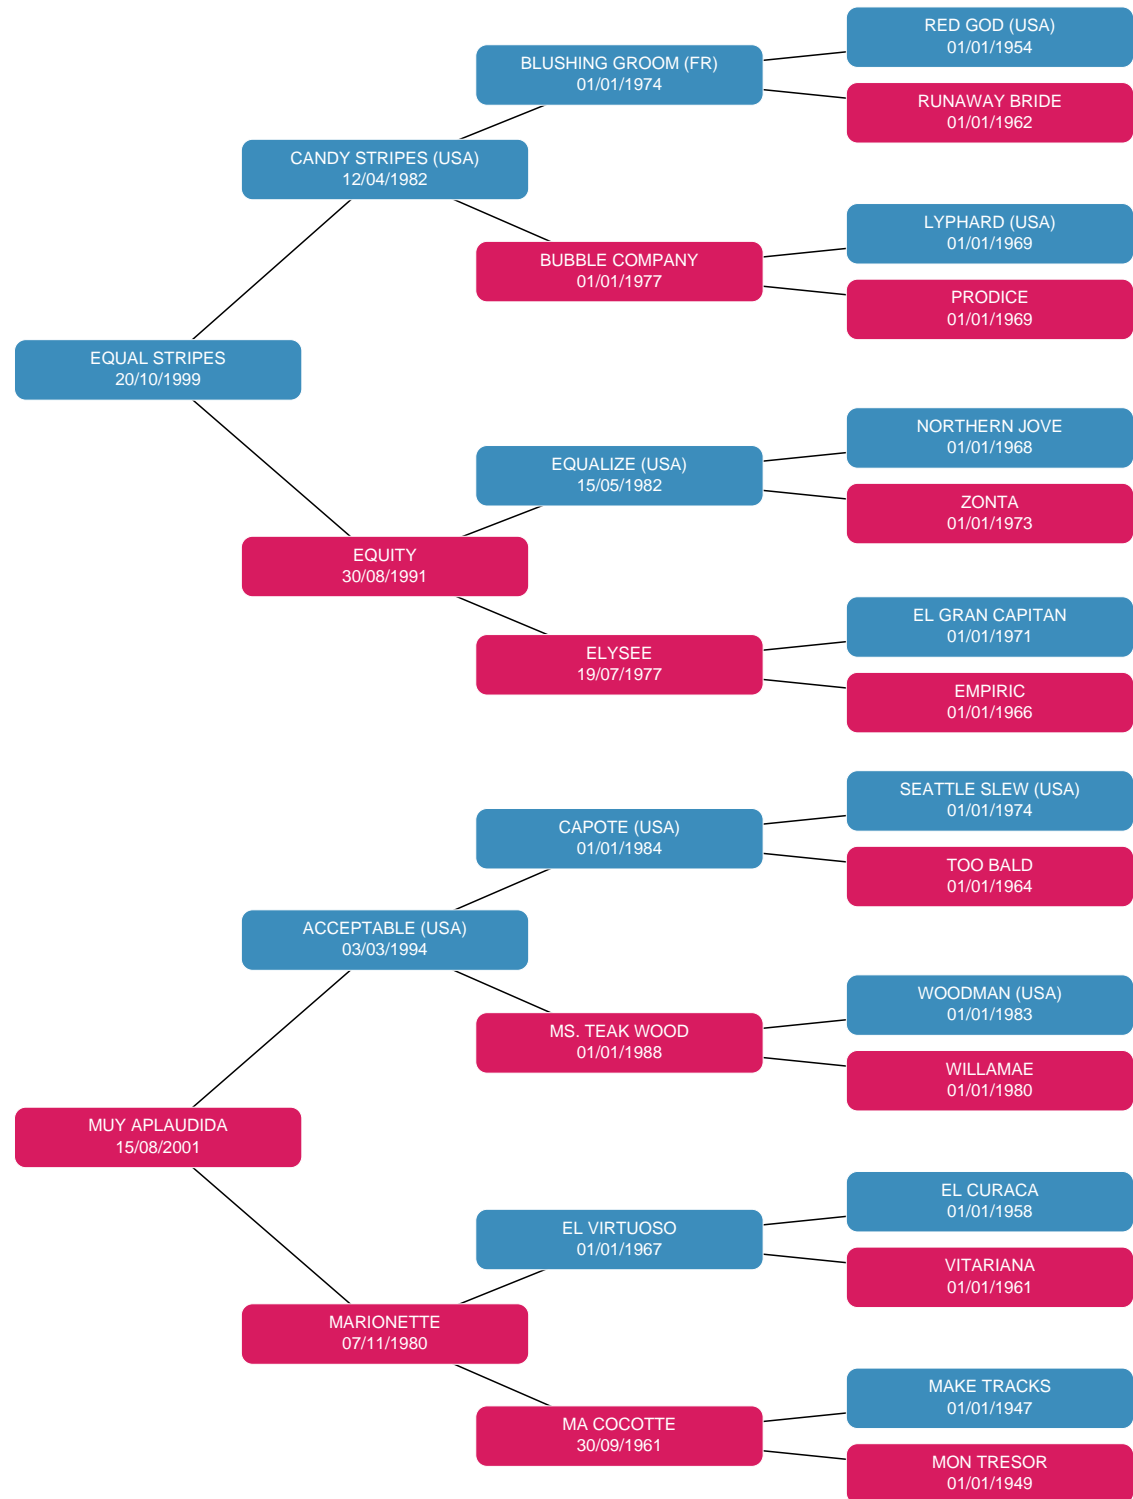 RED GOD (USA)
01/01/1954
BLUSHING GROOM (FR)
01/01/1974
RUNAWAY BRIDE
01/01/1962
CANDY STRIPES (USA)
12/04/1982
LYPHARD (USA)
01/01/1969
BUBBLE COMPANY
01/01/1977
PRODICE
01/01/1969
EQUAL STRIPES
20/10/1999
NORTHERN JOVE
01/01/1968
EQUALIZE (USA)
15/05/1982
ZONTA
01/01/1973
EQUITY
30/08/1991
EL GRAN CAPITAN
01/01/1971
ELYSEE
19/07/1977
EMPIRIC
01/01/1966
SEATTLE SLEW (USA)
01/01/1974
CAPOTE (USA)
01/01/1984
TOO BALD
01/01/1964
ACCEPTABLE (USA)
03/03/1994
WOODMAN (USA)
01/01/1983
MS. TEAK WOOD
01/01/1988
WILLAMAE
01/01/1980
MUY APLAUDIDA
15/08/2001
EL CURACA
01/01/1958
EL VIRTUOSO
01/01/1967
VITARIANA
01/01/1961
MARIONETTE
07/11/1980
MAKE TRACKS
01/01/1947
MA COCOTTE
30/09/1961
MON TRESOR
01/01/1949